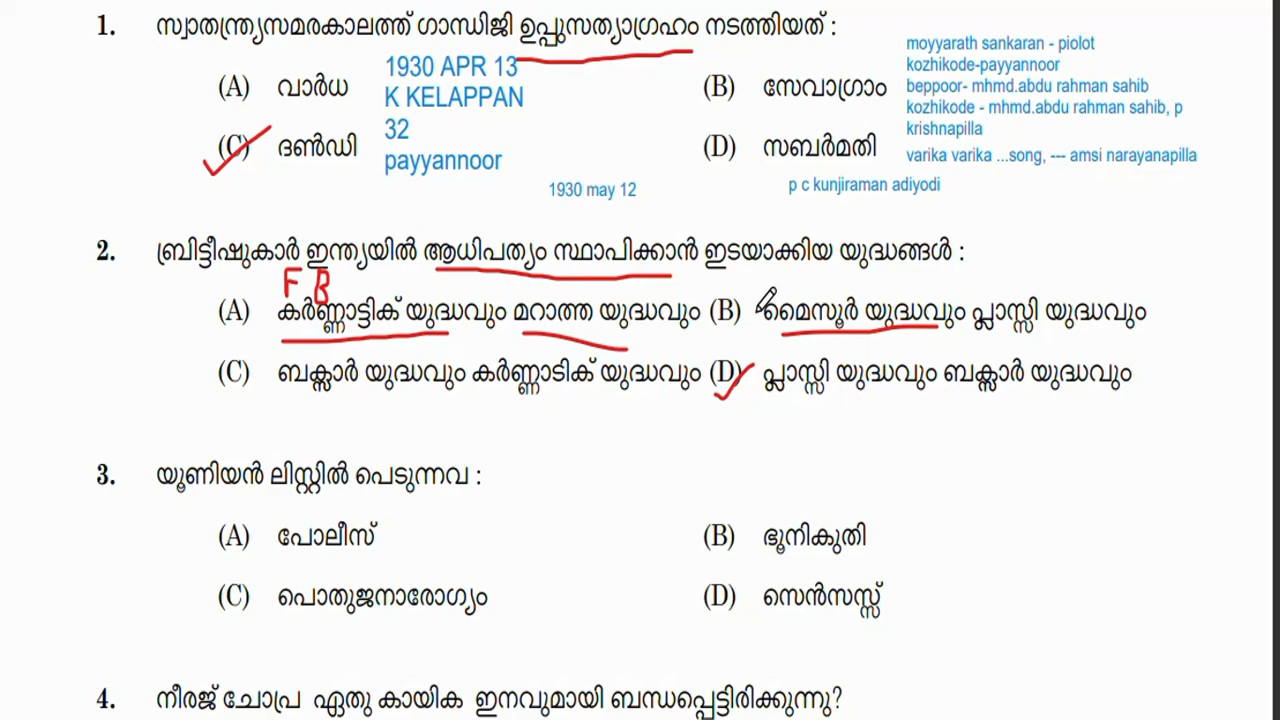 1. സ്വാതന്ത്ര്യസമരകാലത്ത് ഗാന്ധിജി ഉപ്പുസത്യാഗ്രഹം നടത്തിയത് :
(A) വാർധ
(B) സേവാഗ്രാം
(C) ദൺഡി
(D) സബർമതി
1930 APR 13
K KELAPPAN
32
payyannoor
1930 may 12
moyyarath sankaran - piolot
kozhikode-payyannoor
beppoor- mhmd.abdu rahman sahib
kozhikode - mhmd.abdu rahman sahib, p
krishnapilla
varika varika ...song, --- amsi narayanapilla
p c kunjiraman adiyodi
2. ബ്രിട്ടീഷുകാർ ഇന്ത്യയിൽ ആധിപത്യം സ്ഥാപിക്കാൻ ഇടയാക്കിയ യുദ്ധങ്ങൾ :
F B
(A) കർണ്ണാട്ടിക് യുദ്ധവും മറാത്ത യുദ്ധവും (B) മൈസൂർ യുദ്ധവും പ്ലാസ്സി യുദ്ധവും
(C) ബക്സാർ യുദ്ധവും കർണ്ണാടിക് യുദ്ധവും (D) പ്ലാസ്സി യുദ്ധവും ബക്സാർ യുദ്ധവും
3. യൂണിയൻ ലിസ്റ്റിൽ പെടുന്നവ :
(A) പോലീസ്
(B) ഭൂനികുതി
(C) പൊതുജനാരോഗ്യം
(D) സെൻസസ്സ്
4. നീരജ് ചോപ്ര ഏതു കായിക ഇനവുമായി ബന്ധപ്പെട്ടിരിക്കുന്നു?